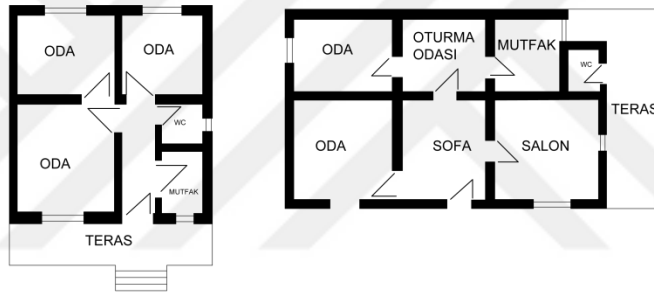 ODA
ODA
WC
ODA
MUTFAK
TERAS
ODA
OTURMA
ODASI
MUTFAK
WC
TERAS
ODA
SOFA
SALON